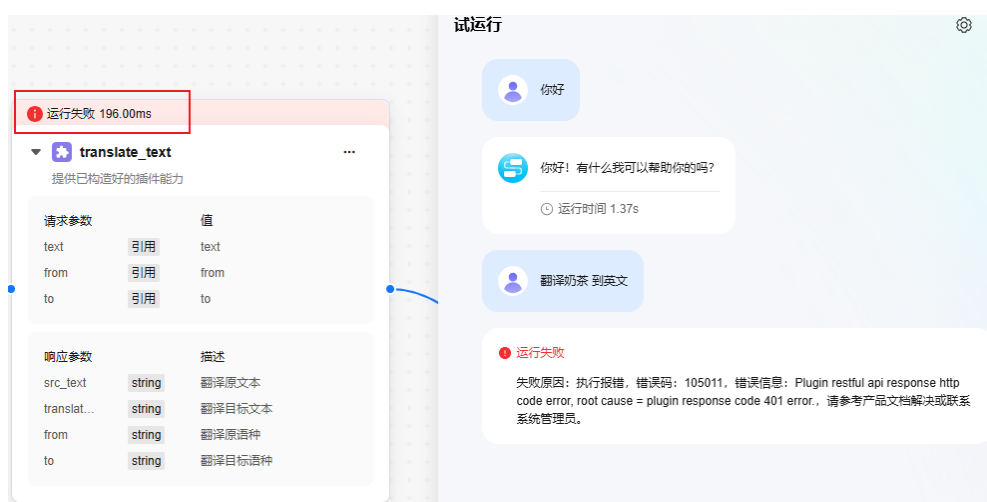 试运行
运行失败 196.00ms
translate_text
提供已构造好的插件能力
请求参数 值
text 引用 text
from 引用 from
to 引用 to
响应参数 描述
src_text string 翻译原文本
translat... string 翻译目标文本
from string 翻译原语种
to string 翻译目标语种
你好
你好！有什么我可以帮助你的吗?
运行时间 1.37s
翻译奶茶 到英文
运行失败
失败原因：执行报错，错误码：105011，错误信息：Plugin restful api response http
code error, root cause = plugin response code 401 error.，请参考产品文档解决或联系
系统管理员。